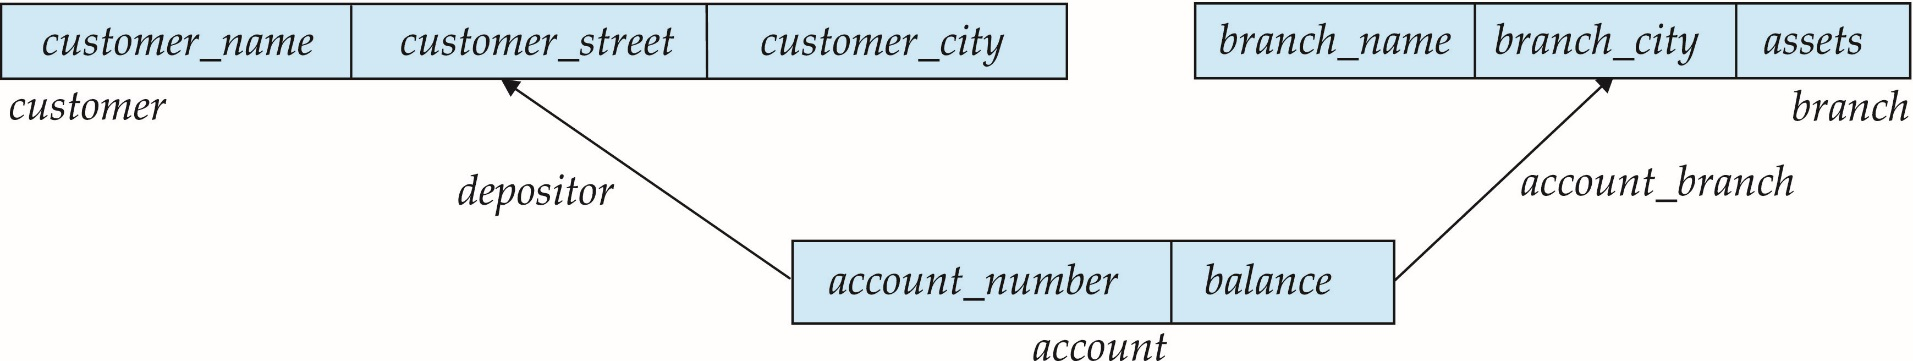 customer_name customer_street customer_city
customer
branch_name branch_city assets
branch
depositor
account_branch
account_number balance
account